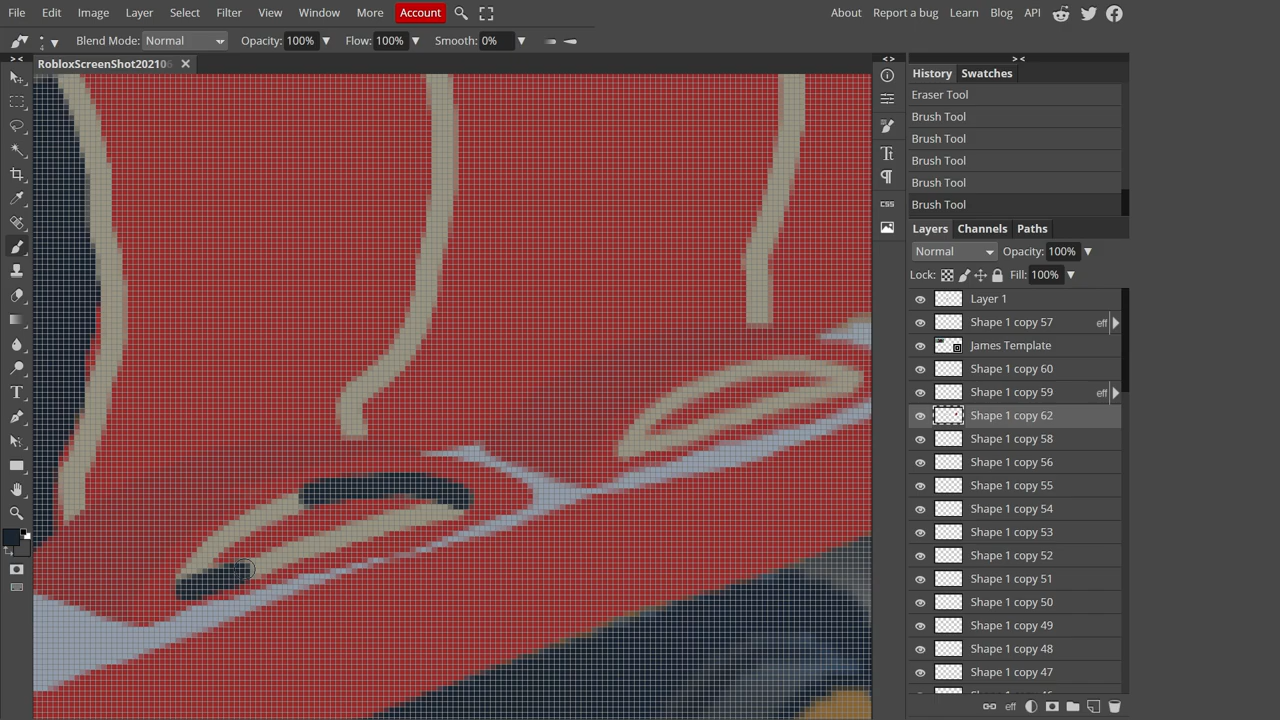 File Edit Image Layer Select Filter View Window More Account About Report a bug Learn Blog API
4 Blend Mode: Normal Opacity: 100% Flow: 100% Smooth: 0%
RobloxScreenShot202106
History Swatches
Eraser Tool
Brush Tool
Brush Tool
Brush Tool
Brush Tool
Brush Tool
Layers Channels Paths
Normal Opacity: 100%
Lock: Fill: 100%
Layer 1
Shape 1 copy 57 eff
James Template
Shape 1 copy 60
Shape 1 copy 59 eff
Shape 1 copy 62
Shape 1 copy 58
Shape 1 copy 56
Shape 1 copy 55
Shape 1 copy 54
Shape 1 copy 53
Shape 1 copy 52
Shape 1 copy 51
Shape 1 copy 50
Shape 1 copy 49
Shape 1 copy 48
Shape 1 copy 47
eff
CSS